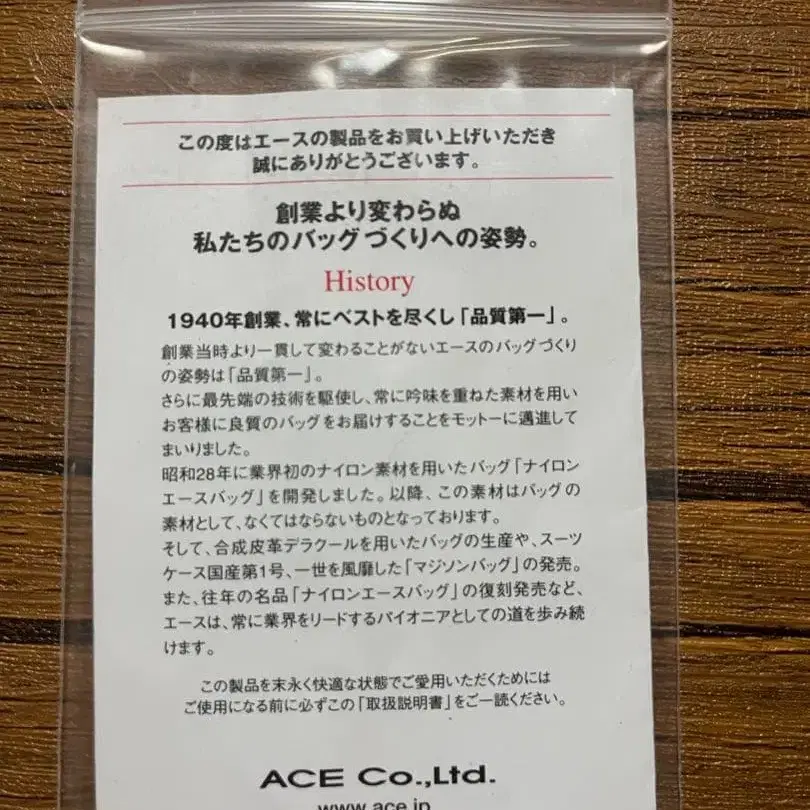 この度はエースの製品をお買い上げいただき
誠にありがとうございます。
創業より変わらぬ
私たちのバッグづくりへの姿勢。
History
1940年創業、常にベストを尽くし「品質第一」。
創業当時より一貫して変わることがないエースのバッグづくり
の姿勢は「品質第一」。
さらに最先端の技術を駆使し、常に吟味を重ねた素材を用い
お客様に良質のバッグをお届けすることをモットーに邁進して
まいりました。
昭和28年に業界初のナイロン素材を用いたバッグ「ナイロン
エースバッグ」を開発しました。以降、この素材はバッグの
素材として、なくてはならないものとなっております。
そして、合成皮革デラクールを用いたバッグの生産や、スーツ
ケース国産第1号、一世を風靡した「マジソンバッグ」の発売。
また、往年の名品「ナイロンエースバッグ」の復刻発売など、
エースは、常に業界をリードするパイオニアとしての道を歩み続
けます。
この製品を末永く快適な状態でご愛用いただくためには
ご使用になる前に必ずこの「取扱説明書」をご一読ください。
ACE Co.,Ltd.
www.ace.jp